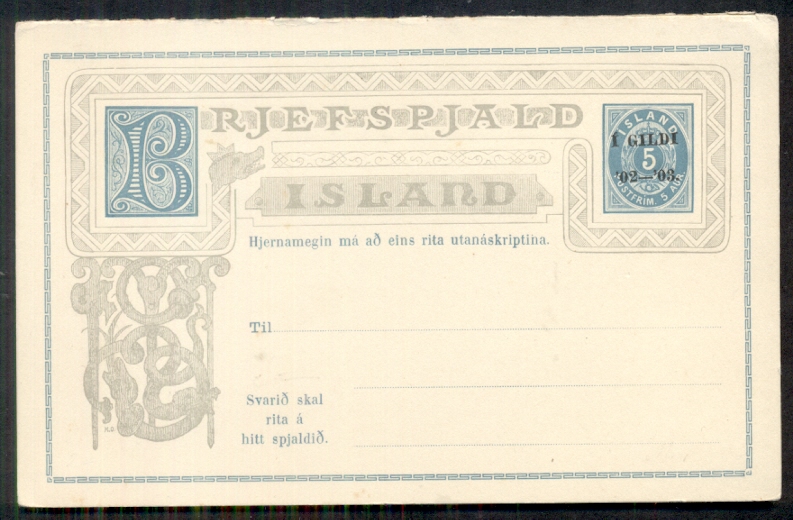 BRJEFSPJALD
ISLAND
ISLAND
Í GILDI
5
'02—'03.
PÓSTFRIM. 5 AUR.
Hjernamegin má að eins rita utanáskriptina.
Til
Svarið skal
rita á
hitt spjaldið.